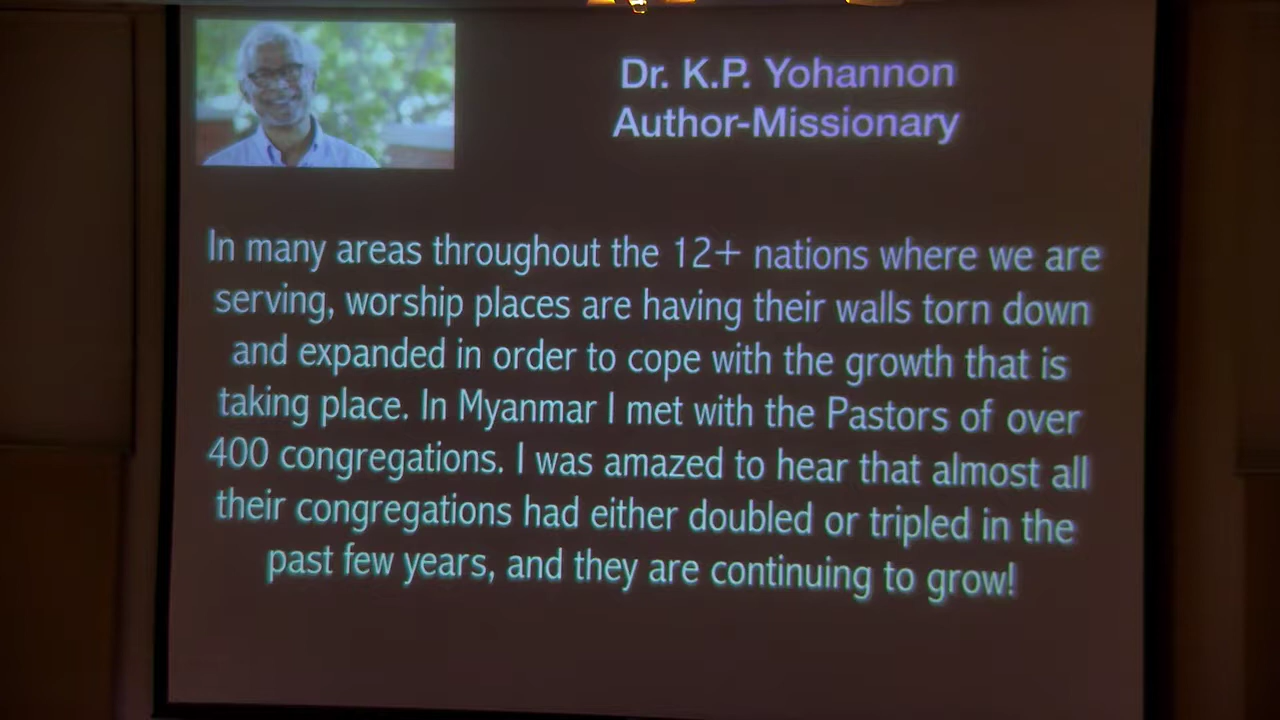 Dr. K.P. Yohannon
Author-Missionary
In many areas throughout the 12+ nations where we are
serving, worship places are having their walls torn down
and expanded in order to cope with the growth that is
taking place. In Myanmar I met with the Pastors of over
400 congregations. I was amazed to hear that almost all
their congregations had either doubled or tripled in the
past few years, and they are continuing to grow!